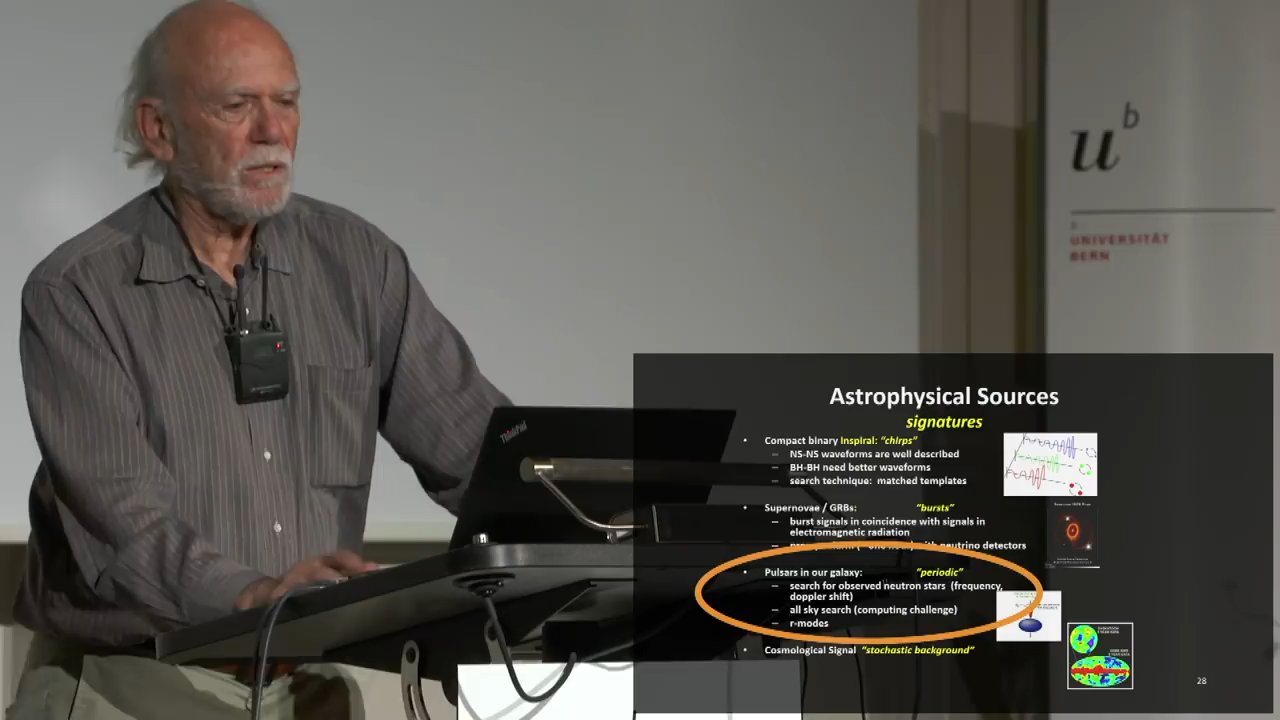 u
b
UNIVERSITÄT
BERN
ThinkPad
Astrophysical Sources
signatures
• Compact binary inspiral: “chirps”
– NS-NS waveforms are well described
– BH-BH need better waveforms
– search technique: matched templates
• Supernovae / GRBs: “bursts”
– burst signals in coincidence with signals in
electromagnetic radiation
– with neutrino detectors
• Pulsars in our galaxy: “periodic”
– search for observed neutron stars (frequency,
doppler shift)
– all sky search (computing challenge)
– r-modes
• Cosmological Signal “stochastic background”
28